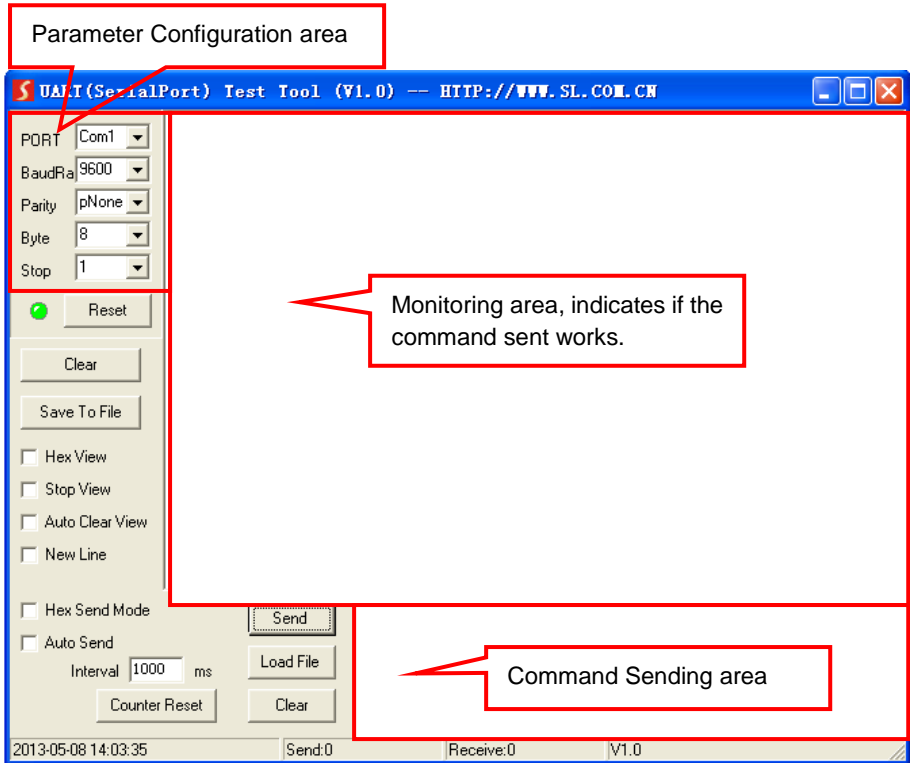 Parameter Configuration area
UART(SerialPort) Test Tool (V1.0) -- HTTP://WWW.SL.COM.CN
PORT Com1
BaudRa 9600
Parity pNone
Byte 8
Stop 1
Reset
Monitoring area, indicates if the
command sent works.
Clear
Save To File
Hex View
Stop View
Auto Clear View
New Line
Hex Send Mode
Send
Auto Send
Interval 1000 ms
Load File
Command Sending area
Counter Reset
Clear
2013-05-08 14:03:35 Send:0 Receive:0 V1.0